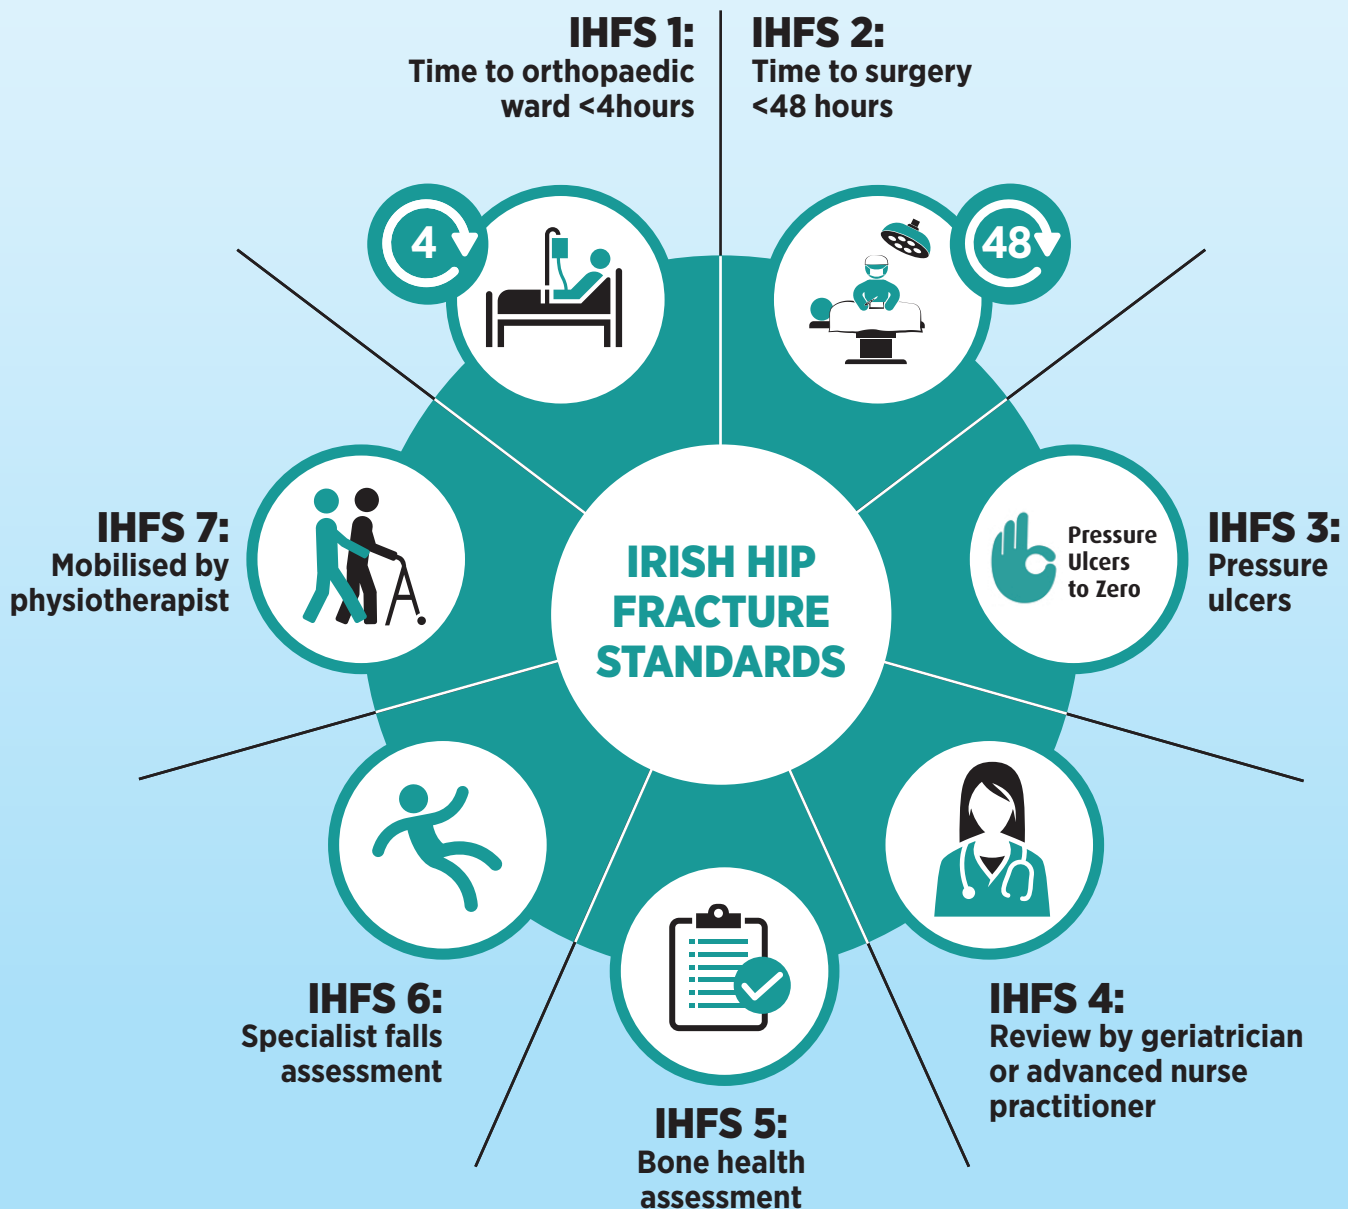 IHFS 1:
Time to orthopaedic
ward <4hours
IHFS 2:
Time to surgery
<48 hours
4
48
IHFS 7:
Mobilised by
physiotherapist
IRISH HIP
FRACTURE
STANDARDS
Pressure
Ulcers
to Zero
IHFS 3:
Pressure
ulcers
IHFS 6:
Specialist falls
assessment
IHFS 4:
Review by geriatrician
or advanced nurse
practitioner
IHFS 5:
Bone health
assessment